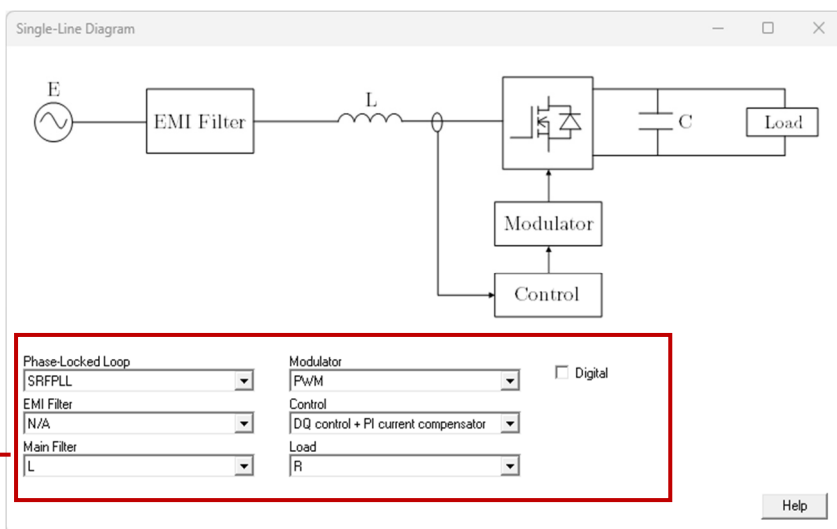 Single-Line Diagram
E
EMI Filter
L
C
Load
Modulator
Control
Phase-Locked Loop
SRFPLL
EMI Filter
N/A
Main Filter
L
Modulator
PWM
Control
DQ control + PI current compensator
Load
R
Digital
Help